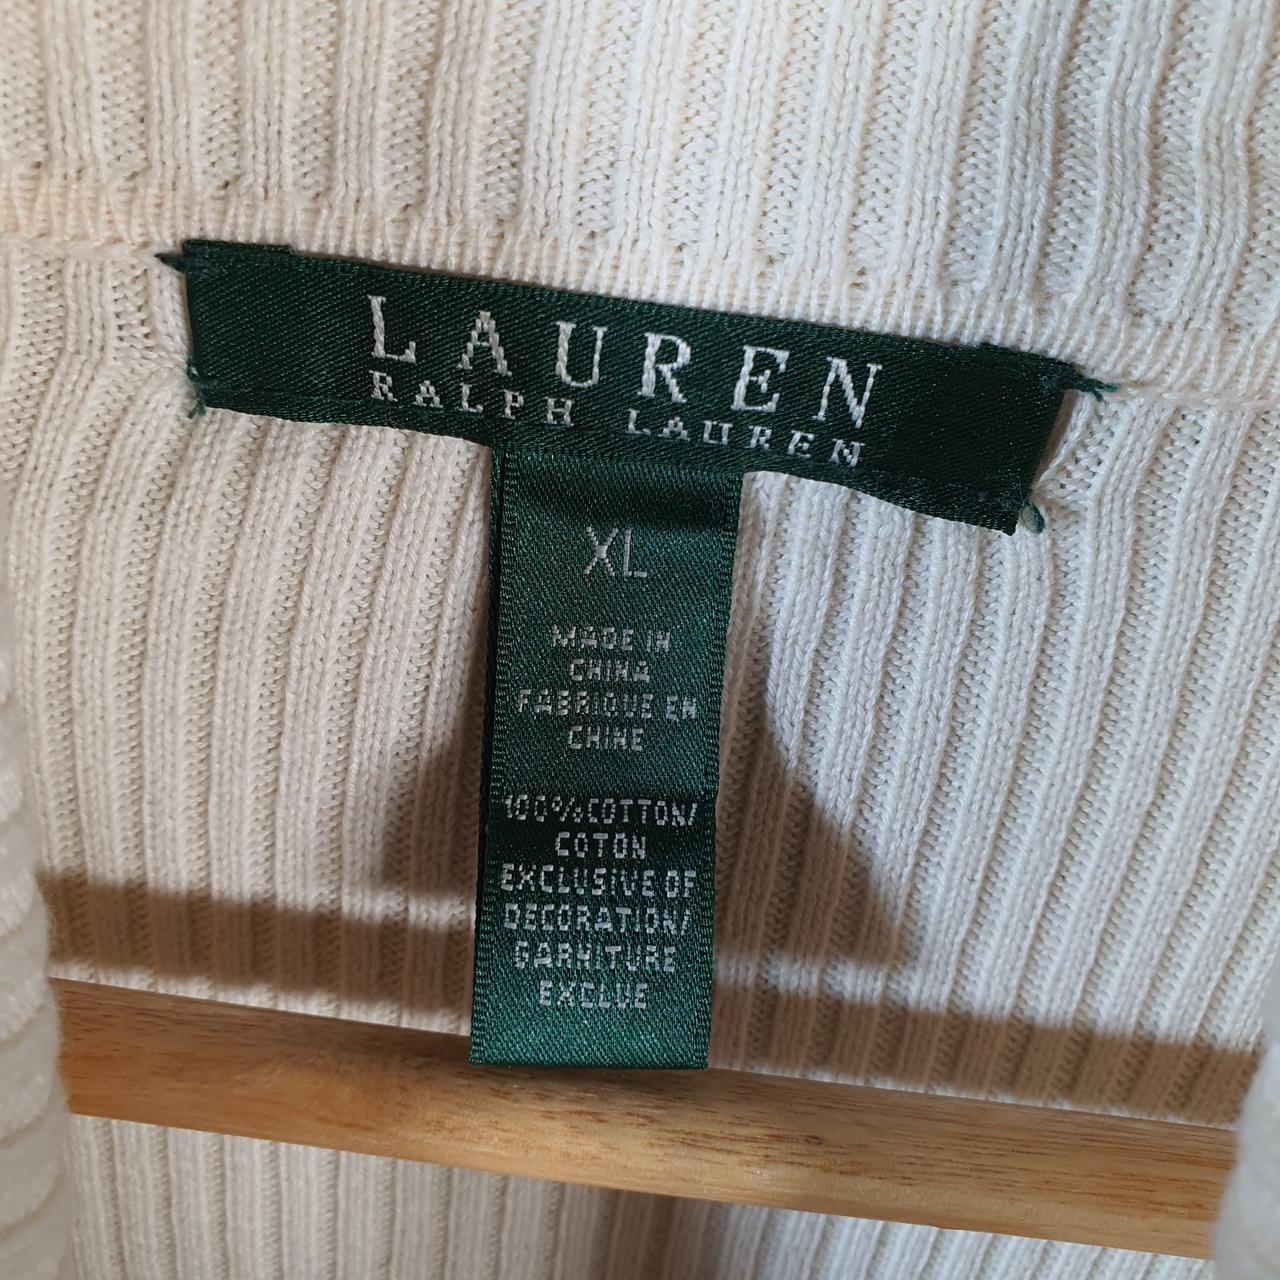 LAUREN
RALPH LAUREN
XL
MADE IN
CHINA
FABRIQUE EN
CHINE
100%COTTON/
COTON
EXCLUSIVE OF
DECORATION/
GARNITURE
EXCLUE